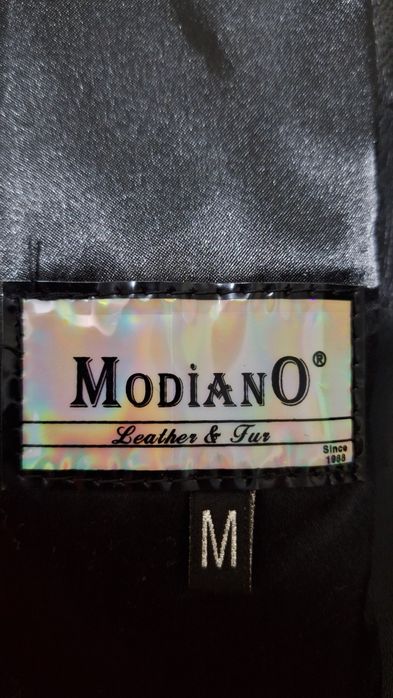 MODiANO®
Leather & Fur
Since
1988
M